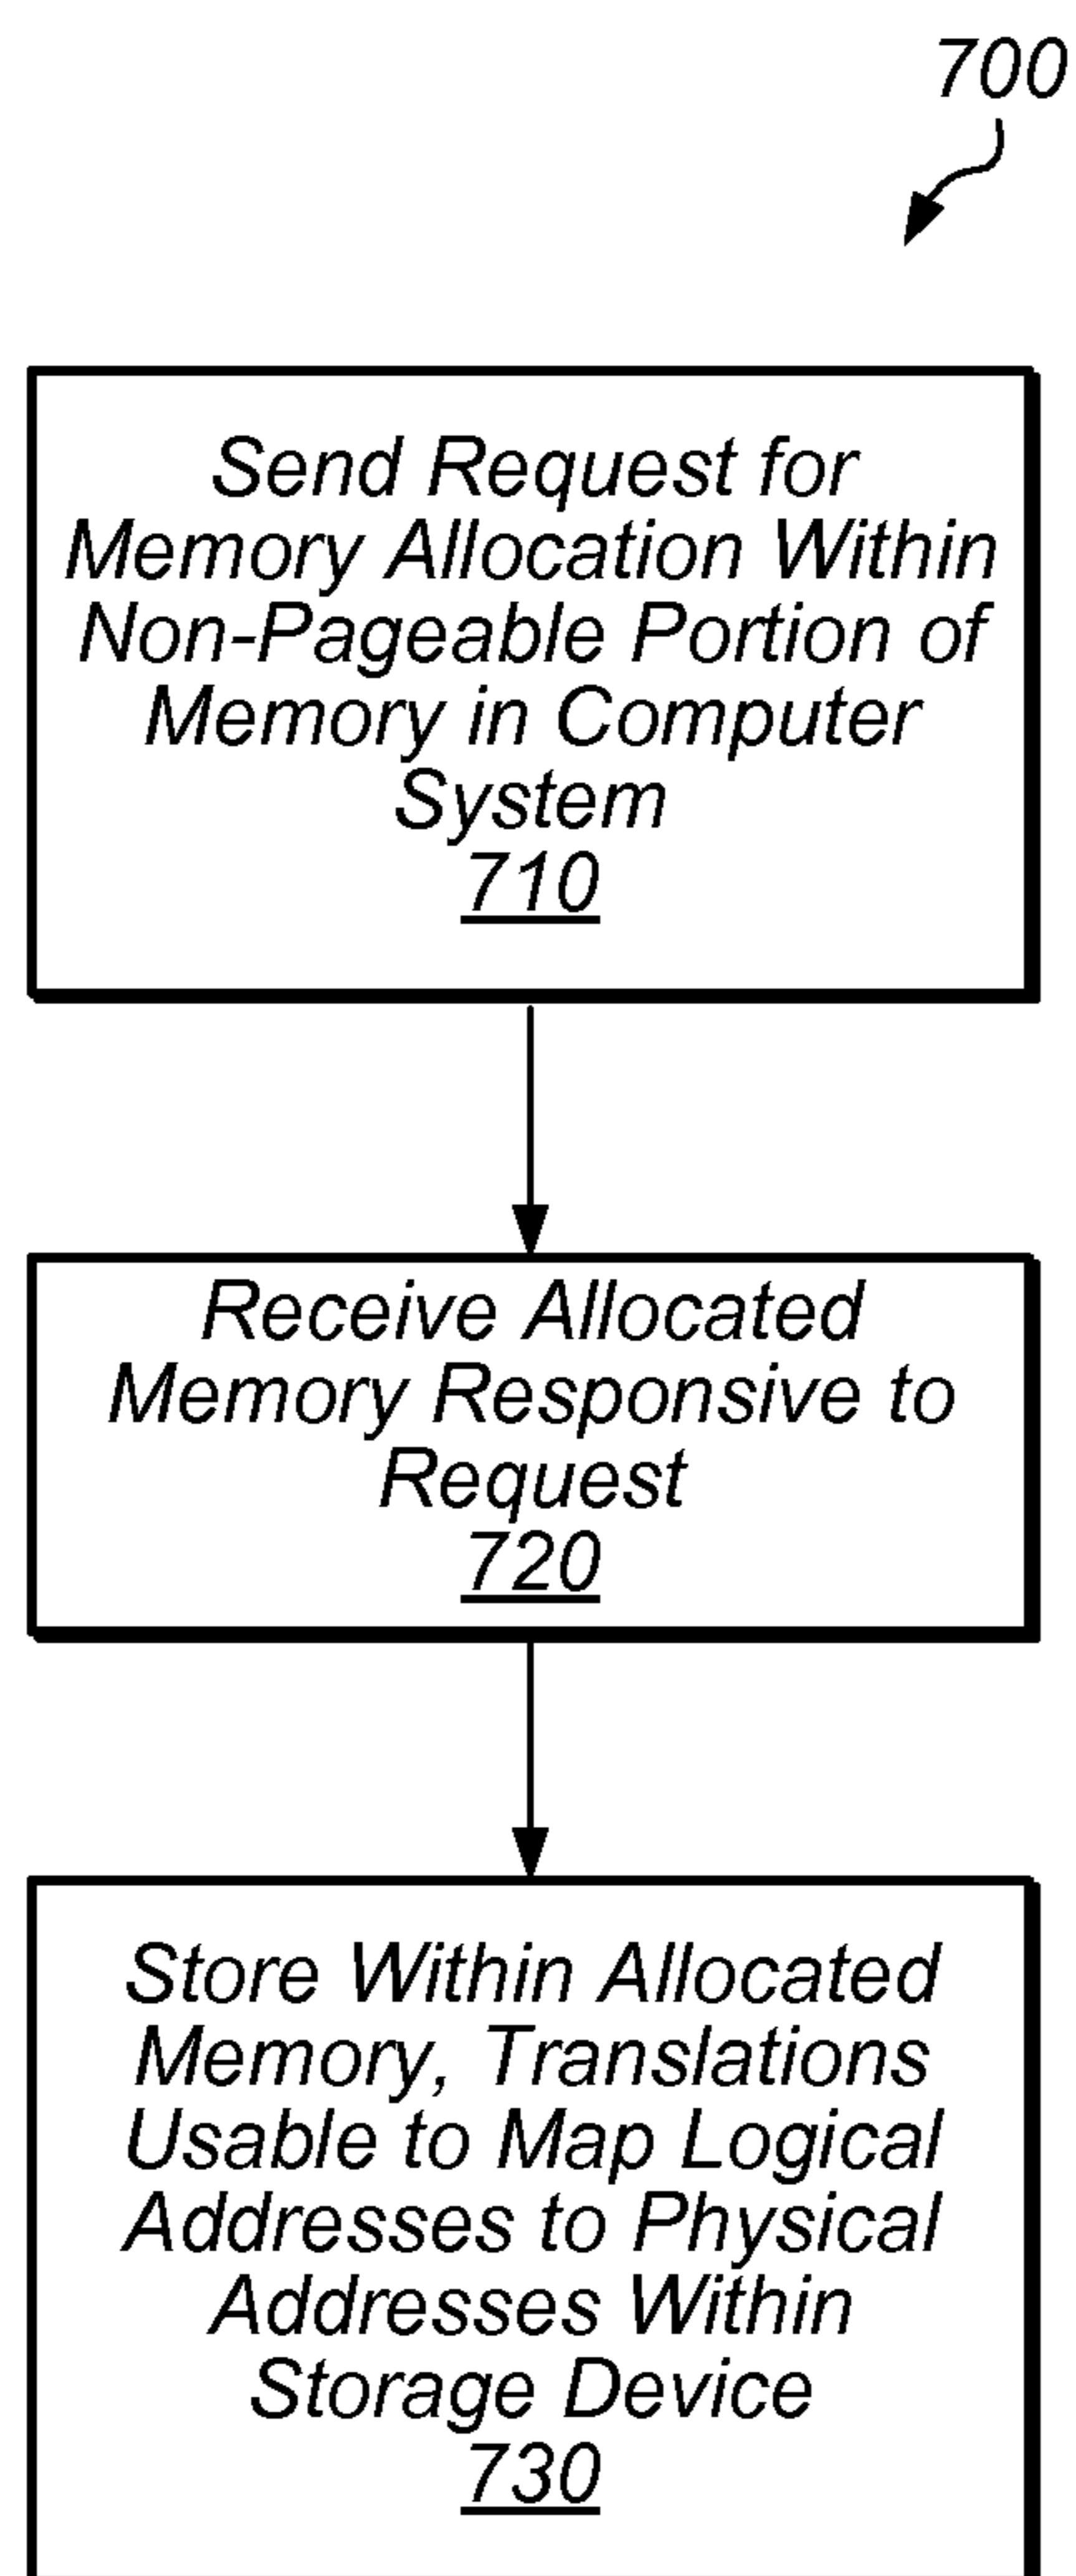 700
Send Request for
Memory Allocation Within
Non-Pageable Portion of
Memory in Computer
System
710
Receive Allocated
Memory Responsive to
Request
720
Store Within Allocated
Memory, Translations
Usable to Map Logical
Addresses to Physical
Addresses Within
Storage Device
730